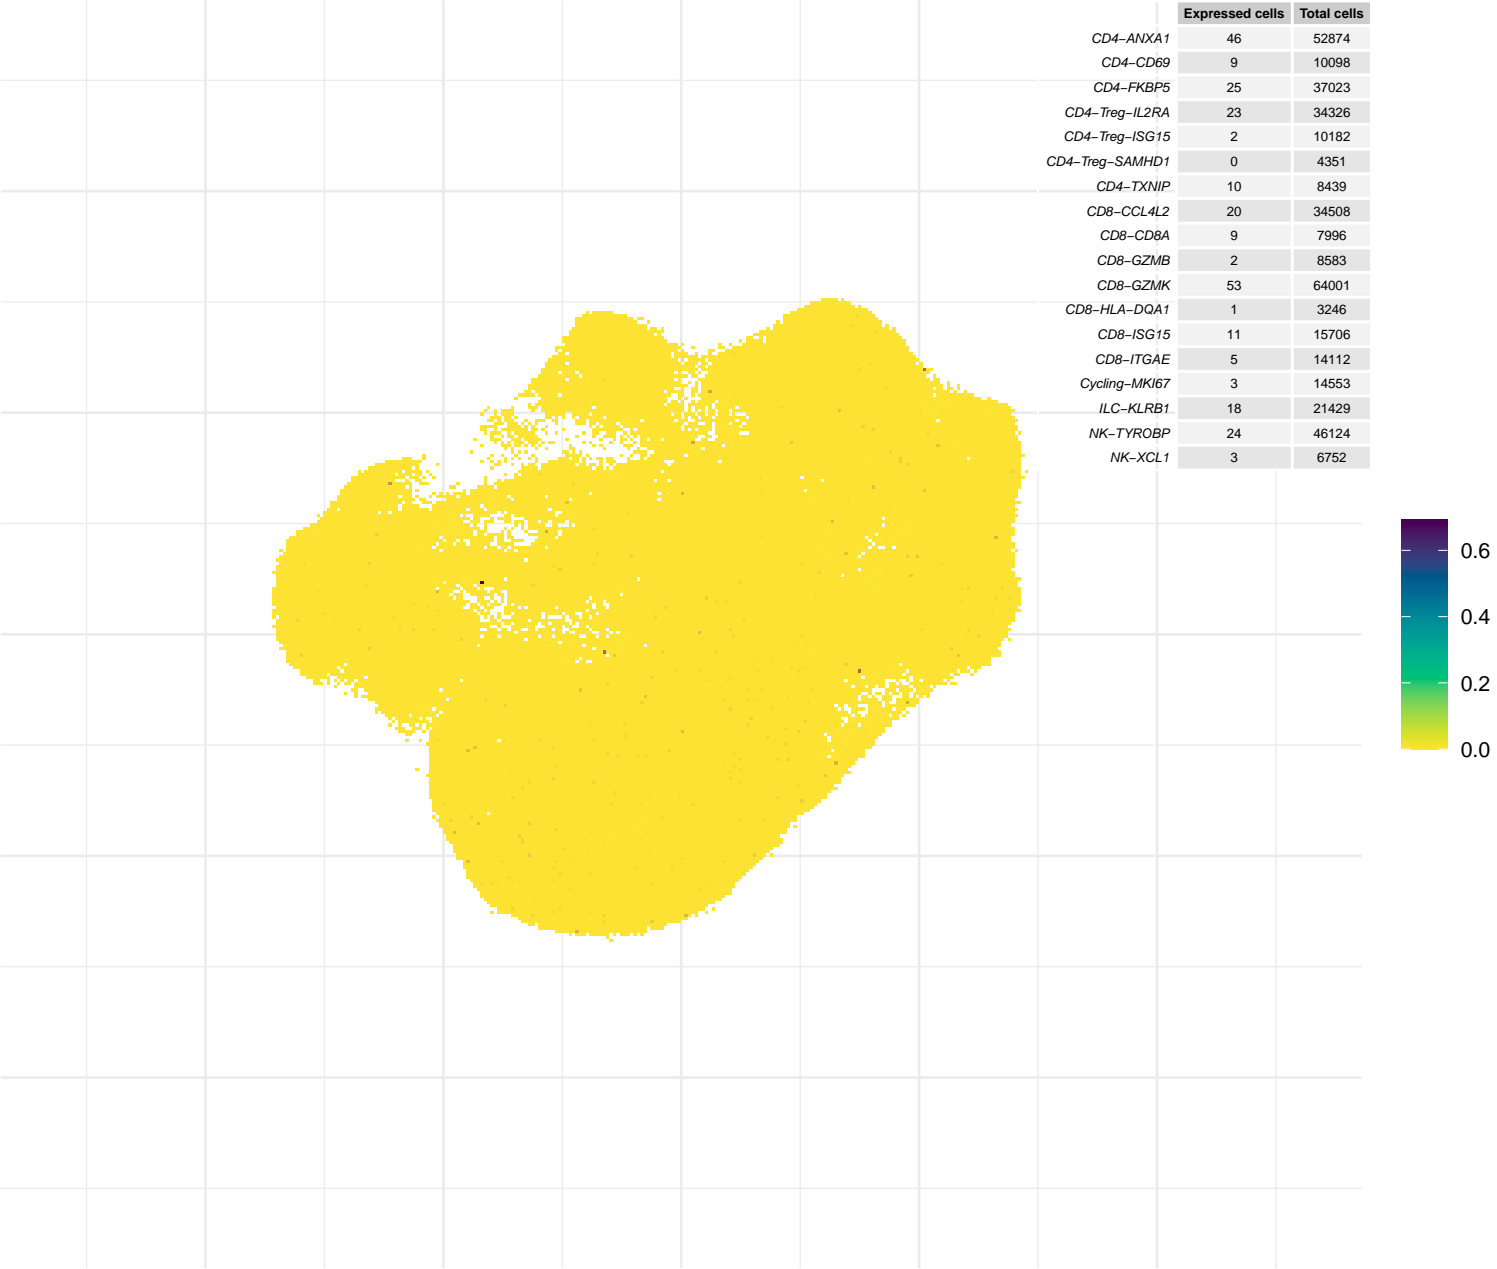 Expressed cells Total cells
CD4−ANXA1 46 52874
CD4−CD69 9 10098
CD4−FKBP5 25 37023
CD4−Treg−IL2RA 23 34326
CD4−Treg−ISG15 2 10182
CD4−Treg−SAMHD1 0 4351
CD4−TXNIP 10 8439
CD8−CCL4L2 20 34508
CD8−CD8A 9 7996
CD8−GZMB 2 8583
CD8−GZMK 53 64001
CD8−HLA−DQA1 1 3246
CD8−ISG15 11 15706
CD8−ITGAE 5 14112
Cycling−MKI67 3 14553
ILC−KLRB1 18 21429
NK−TYROBP 24 46124
NK−XCL1 3 6752
0.6
0.4
0.2
0.0